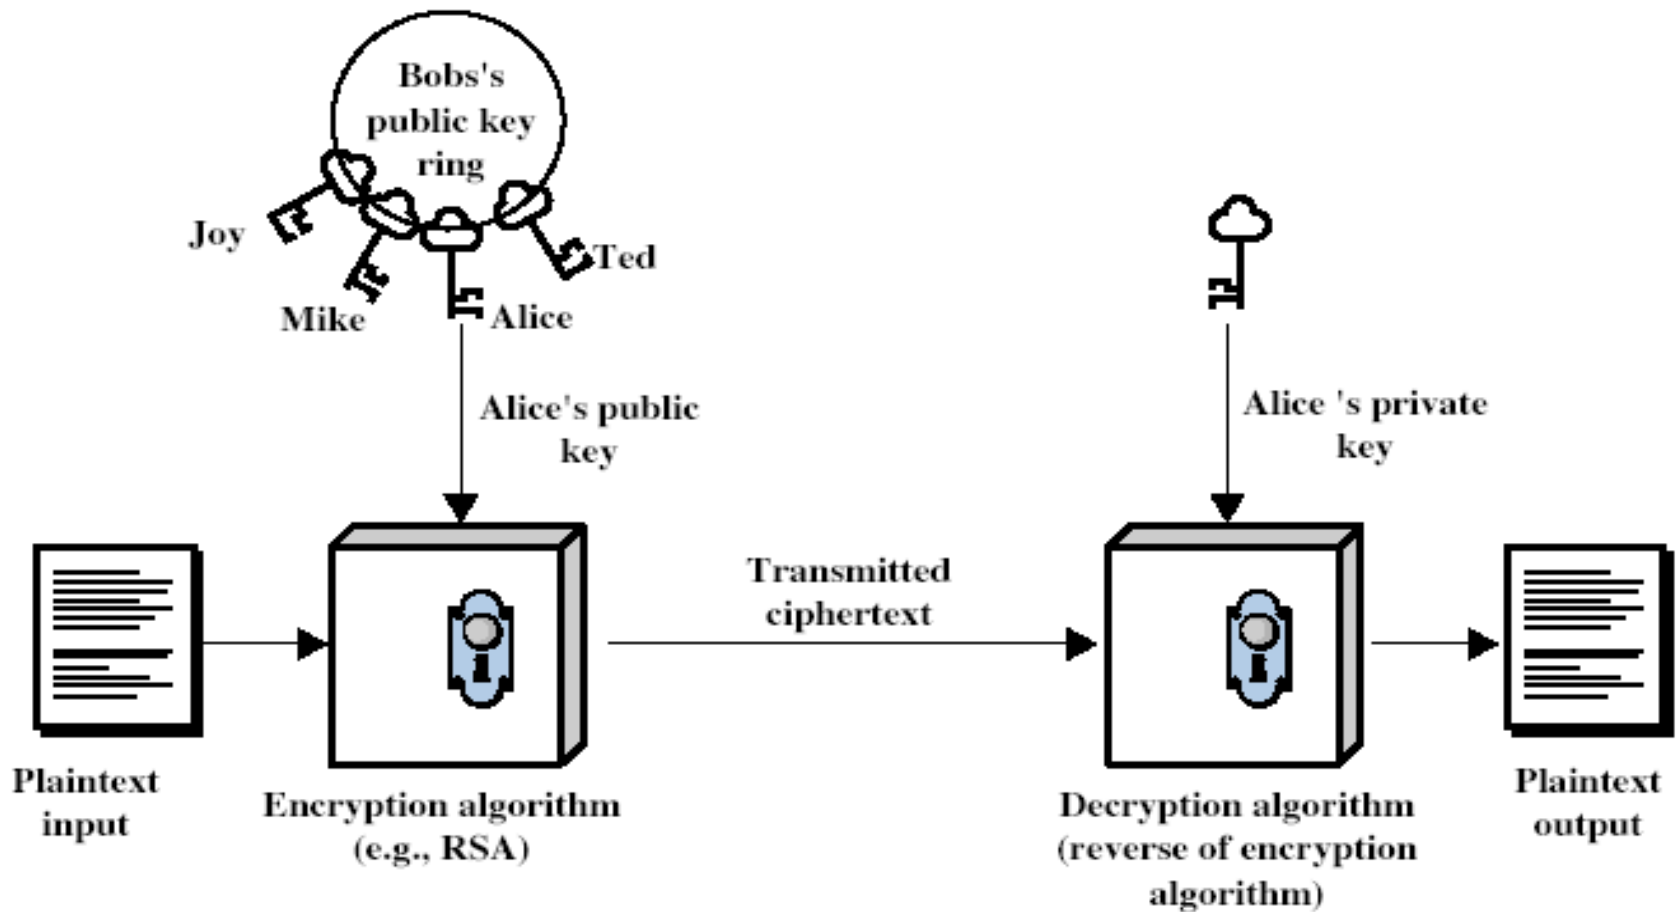 Bobs's
public key
ring
Joy
Ted
Mike
Alice
Alice's public
key
Alice 's private
key
Transmitted
ciphertext
Plaintext
input
Encryption algorithm
(e.g., RSA)
Decryption algorithm
(reverse of encryption
algorithm)
Plaintext
output